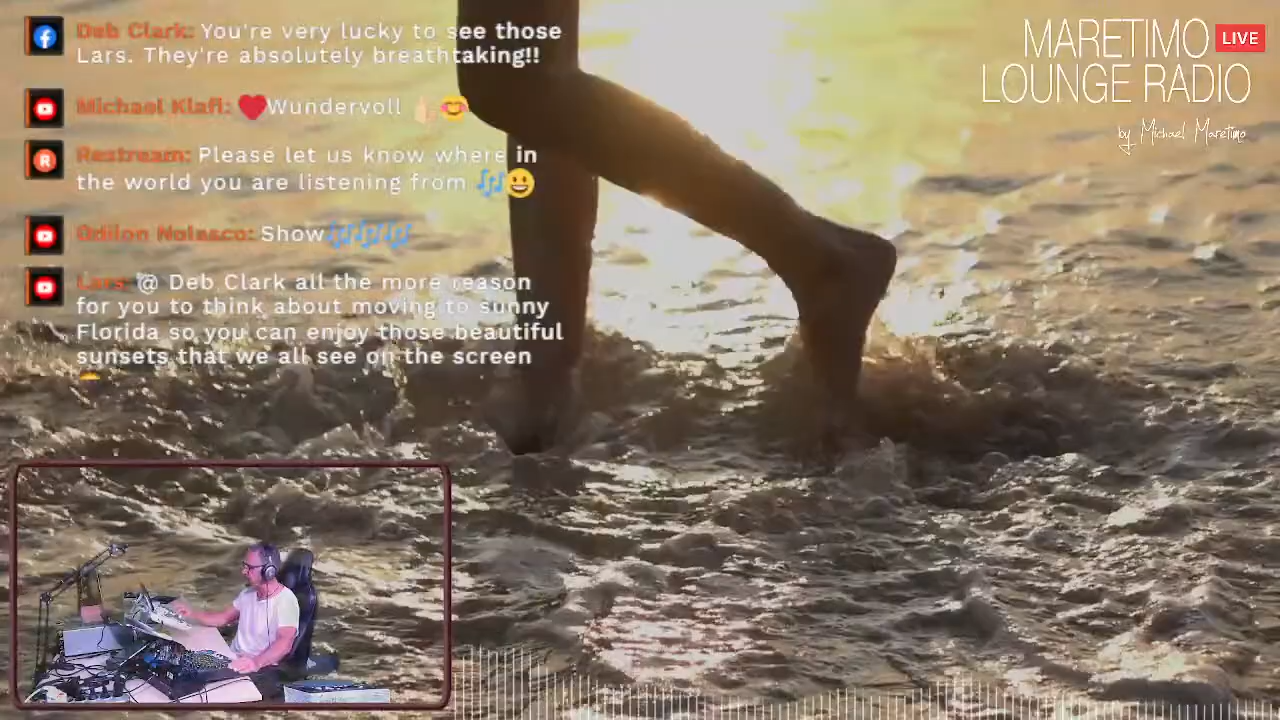 Deb Clark: You're very lucky to see those
Lars. They're absolutely breathtaking!!
Michael Klafl: ❤️Wundervoll 👍🏻😊
Restream: Please let us know where in
the world you are listening from 🎶😀
Odilon Nolasco: Show🎶🎶🎶
Lars: @ Deb Clark all the more reason
for you to think about moving to sunny
Florida so you can enjoy those beautiful
sunsets that we all see on the screen
MARETIMO
LIVE
LOUNGE RADIO
by Michael Maretimo